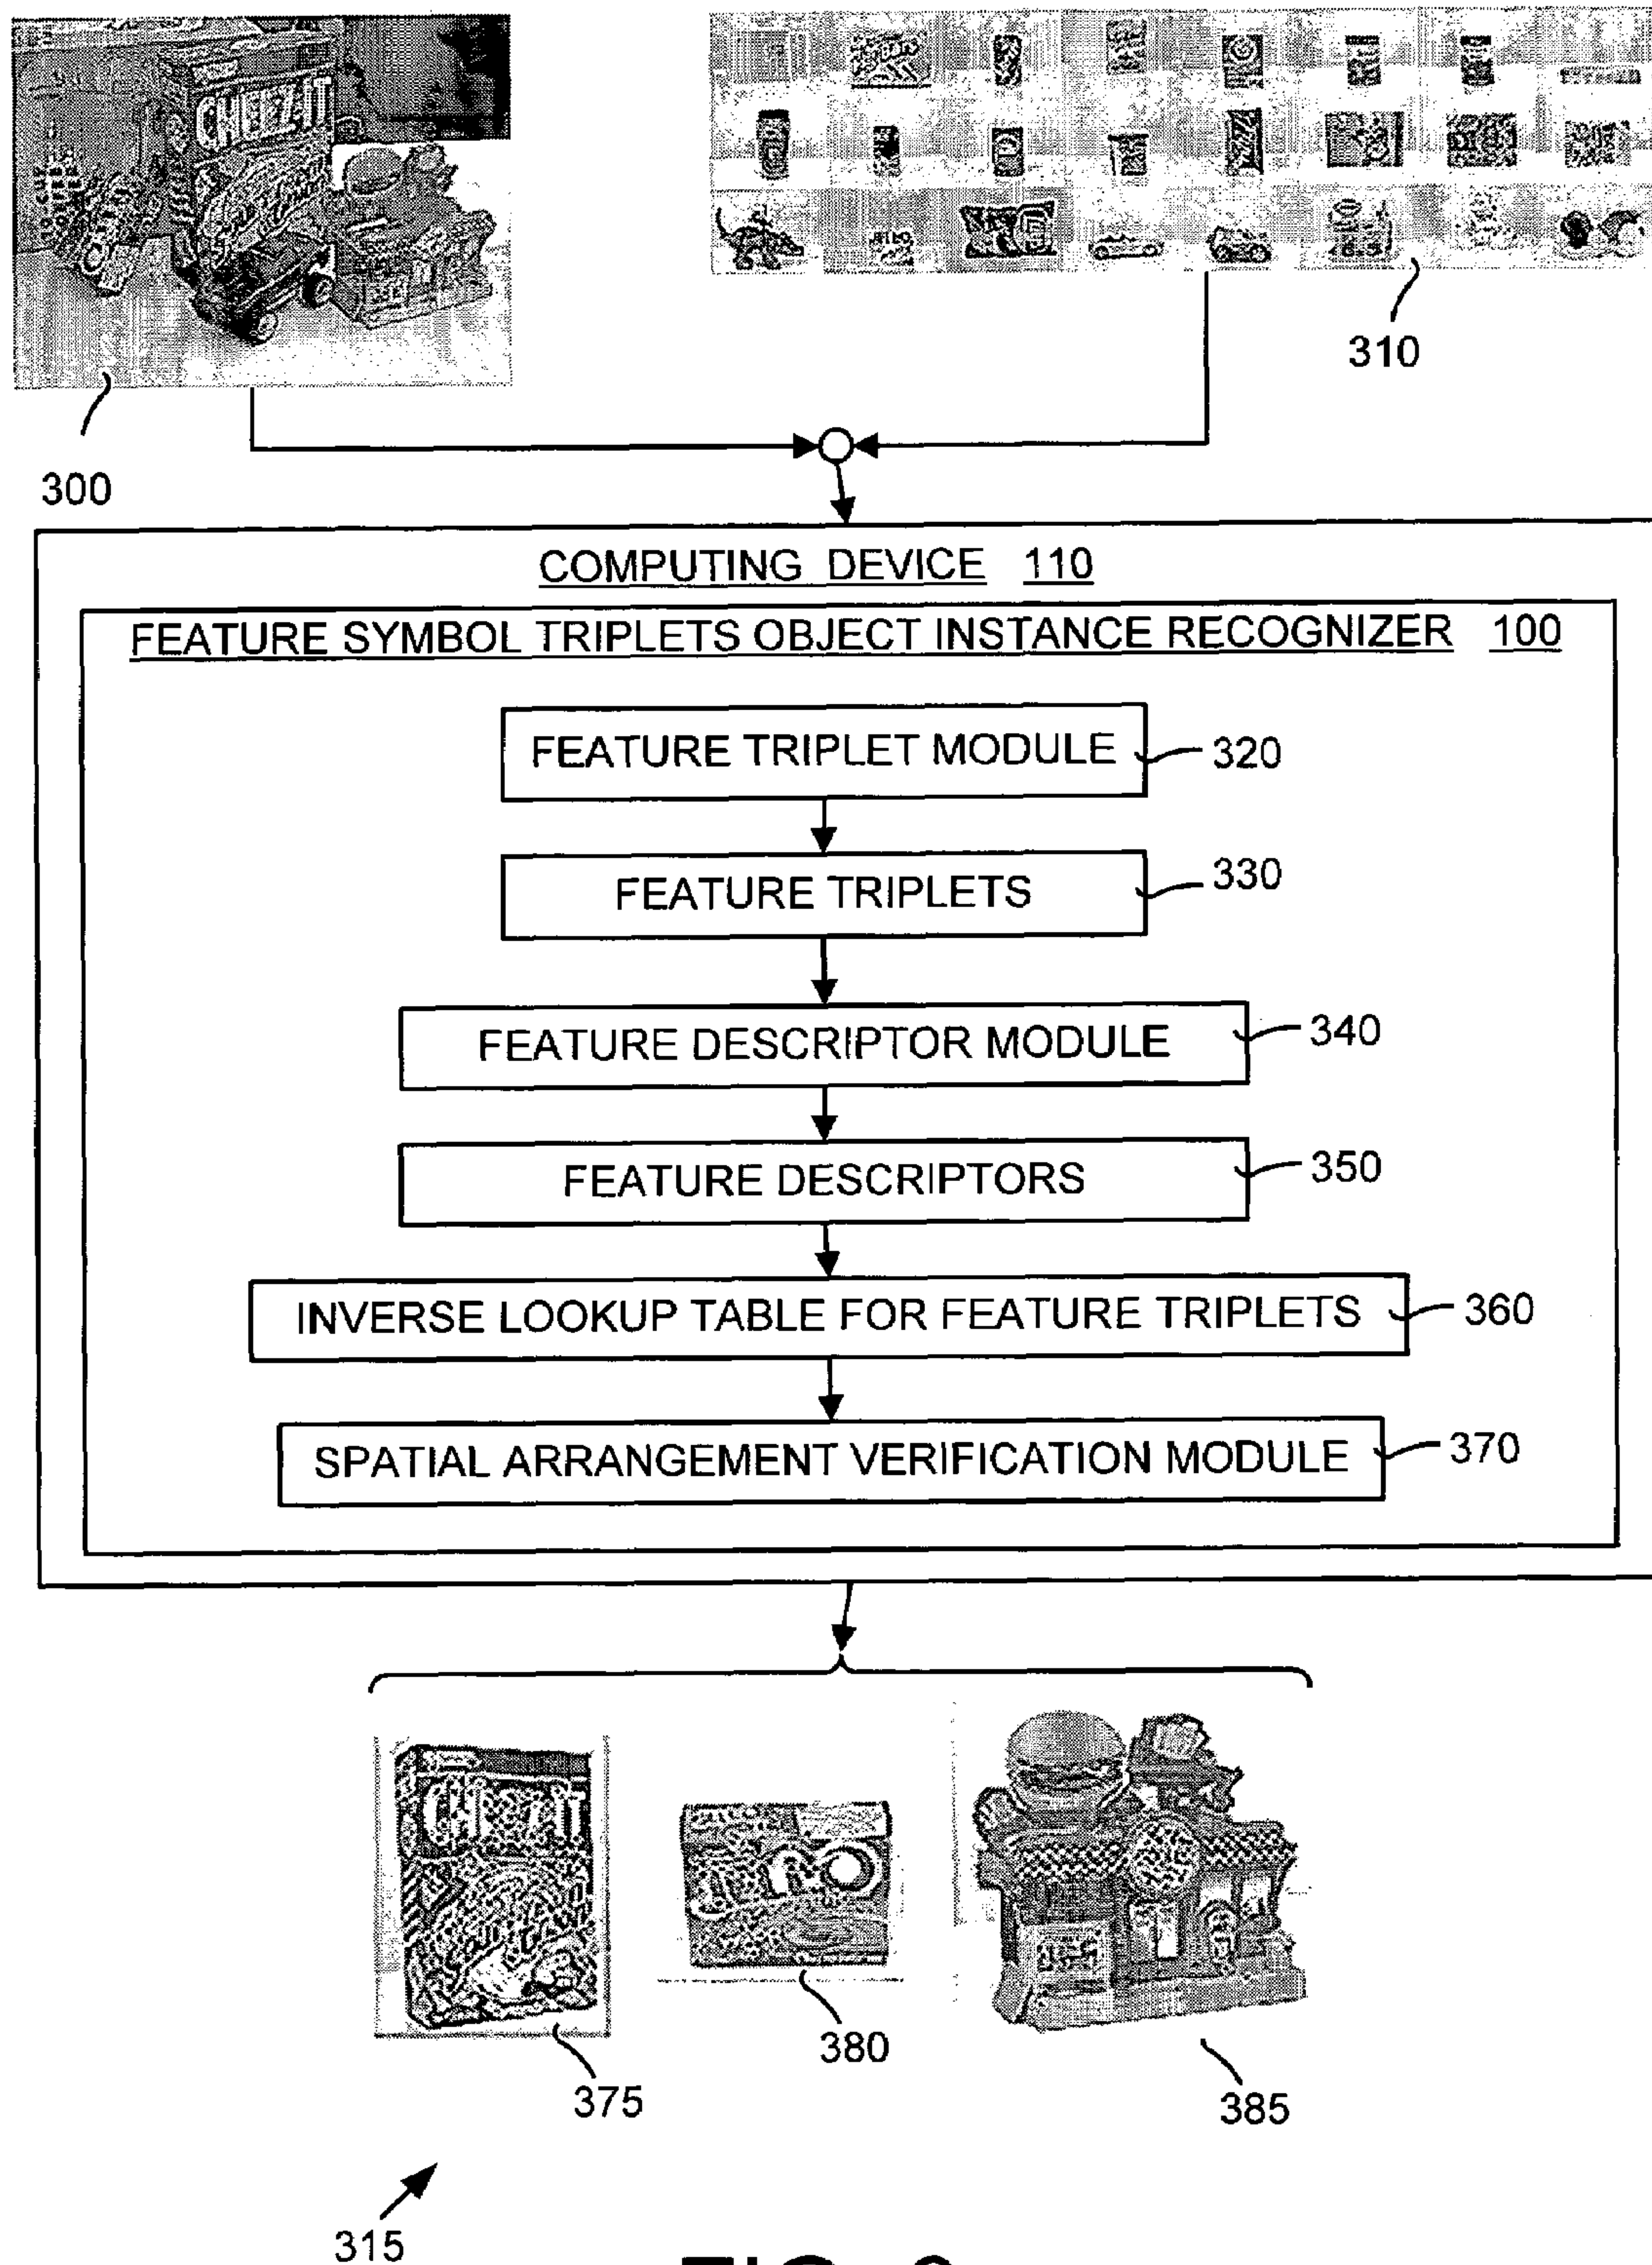 CHEEZ-IT
310
300
COMPUTING DEVICE 110
FEATURE SYMBOL TRIPLETS OBJECT INSTANCE RECOGNIZER 100
FEATURE TRIPLET MODULE 320
FEATURE TRIPLETS 330
FEATURE DESCRIPTOR MODULE 340
FEATURE DESCRIPTORS 350
INVERSE LOOKUP TABLE FOR FEATURE TRIPLETS 360
SPATIAL ARRANGEMENT VERIFICATION MODULE 370
380
375
385
315